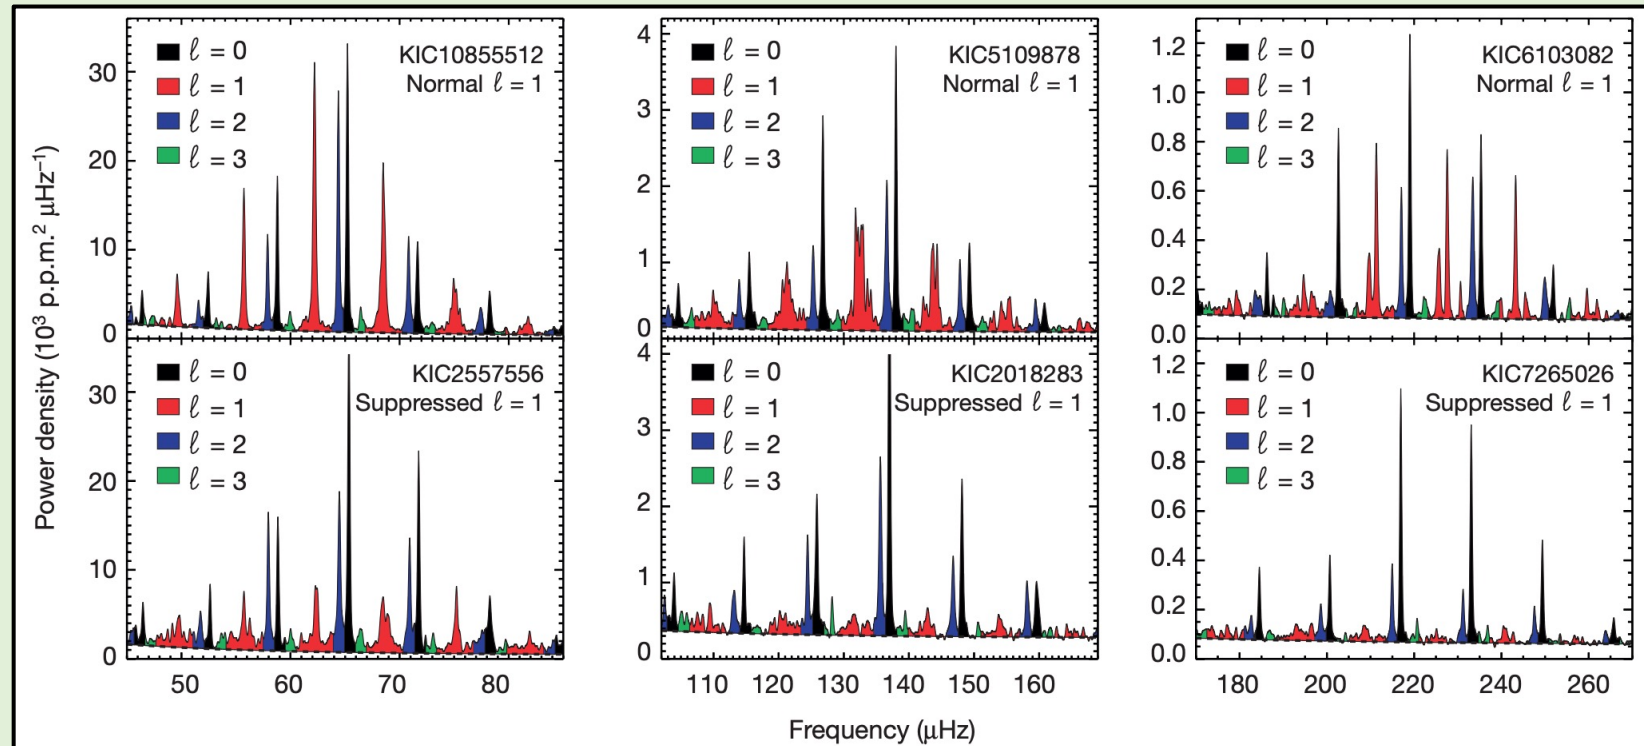 Power density (10³ p.p.m.² μHz⁻¹)
ℓ = 0
ℓ = 1
ℓ = 2
ℓ = 3
KIC10855512
Normal ℓ = 1
30
20
10
0
ℓ = 0
ℓ = 1
ℓ = 2
ℓ = 3
KIC5109878
Normal ℓ = 1
4
3
2
1
0
ℓ = 0
ℓ = 1
ℓ = 2
ℓ = 3
KIC6103082
Normal ℓ = 1
1.2
1.0
0.8
0.6
0.4
0.2
0.0
ℓ = 0
ℓ = 1
ℓ = 2
ℓ = 3
KIC2557556
Suppressed ℓ = 1
30
20
10
0
50 60 70 80
ℓ = 0
ℓ = 1
ℓ = 2
ℓ = 3
KIC2018283
Suppressed ℓ = 1
4
3
2
1
0
110 120 130 140 150 160
ℓ = 0
ℓ = 1
ℓ = 2
ℓ = 3
KIC7265026
Suppressed ℓ = 1
1.2
1.0
0.8
0.6
0.4
0.2
0.0
180 200 220 240 260
Frequency (μHz)